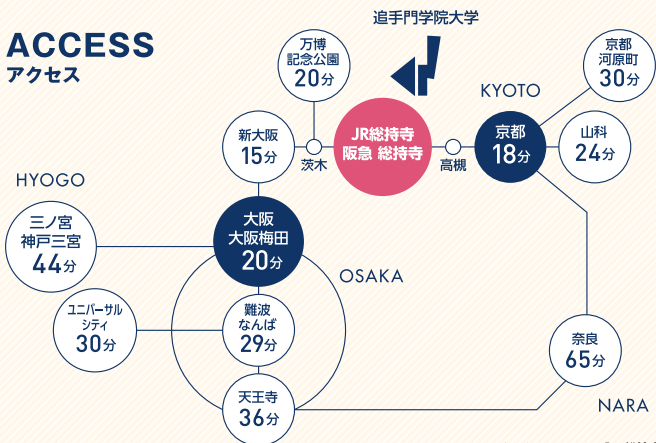 ACCESS
アクセス
追手門学院大学
万博
記念公園
20分
京都
河原町
30分
KYOTO
新大阪
15分
茨木
JR総持寺
阪急 総持寺
高槻
京都
18分
山科
24分
HYOGO
三ノ宮
神戸三宮
44分
大阪
大阪梅田
20分
OSAKA
ユニバーサル
シティ
30分
難波
なんば
29分
奈良
65分
天王寺
36分
NARA